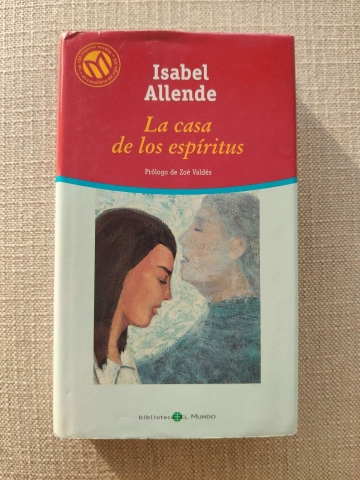 Isabel
Allende
La casa
de los espíritus
Prólogo de Zoé Valdés
biblioteca EL MUNDO